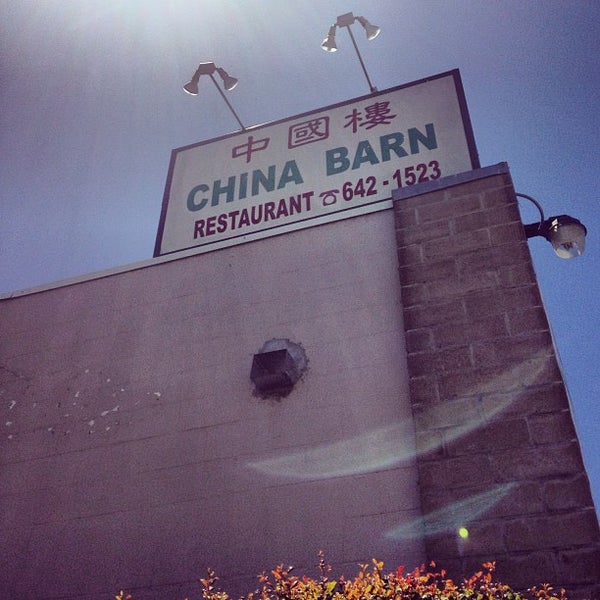 中國樓
CHINA BARN
RESTAURANT ☎ 642-1523